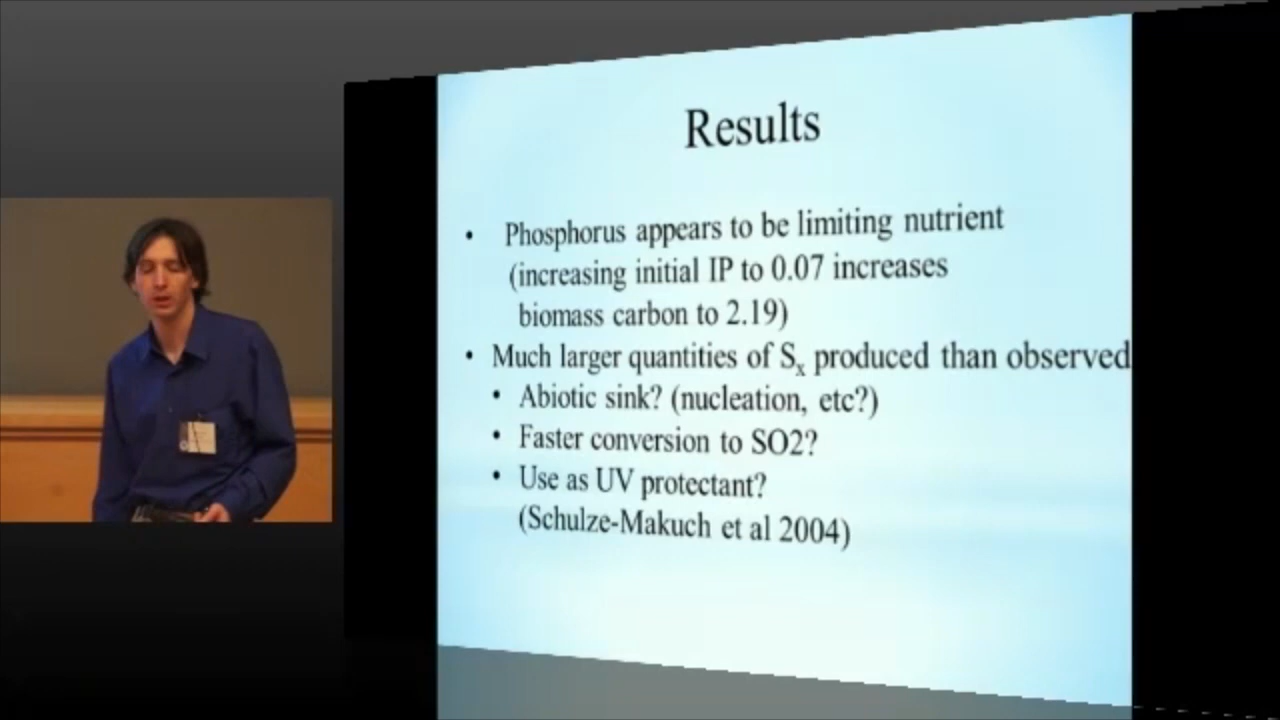 Results
• Phosphorus appears to be limiting nutrient
(increasing initial IP to 0.07 increases
biomass carbon to 2.19)
• Much larger quantities of Sx produced than observed
• Abiotic sink? (nucleation, etc?)
• Faster conversion to SO2?
• Use as UV protectant?
(Schulze-Makuch et al 2004)